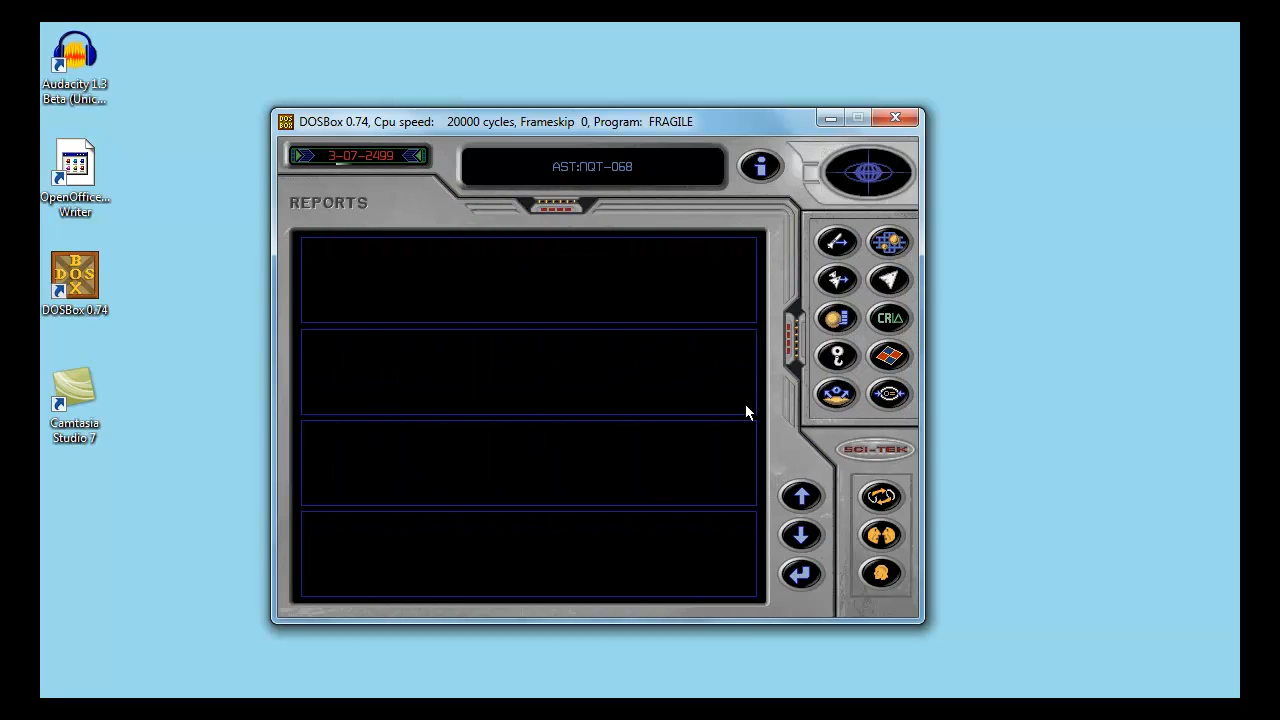 Audacity 1.3
Beta (Unic...
OpenOffice...
Writer
DOSBox 0.74
Camtasia
Studio 7
DOSBox 0.74, Cpu speed: 20000 cycles, Frameskip 0, Program: FRAGILE
3-07-2499
AST:NQT-068
REPORTS
CRIA
SCI-TEK